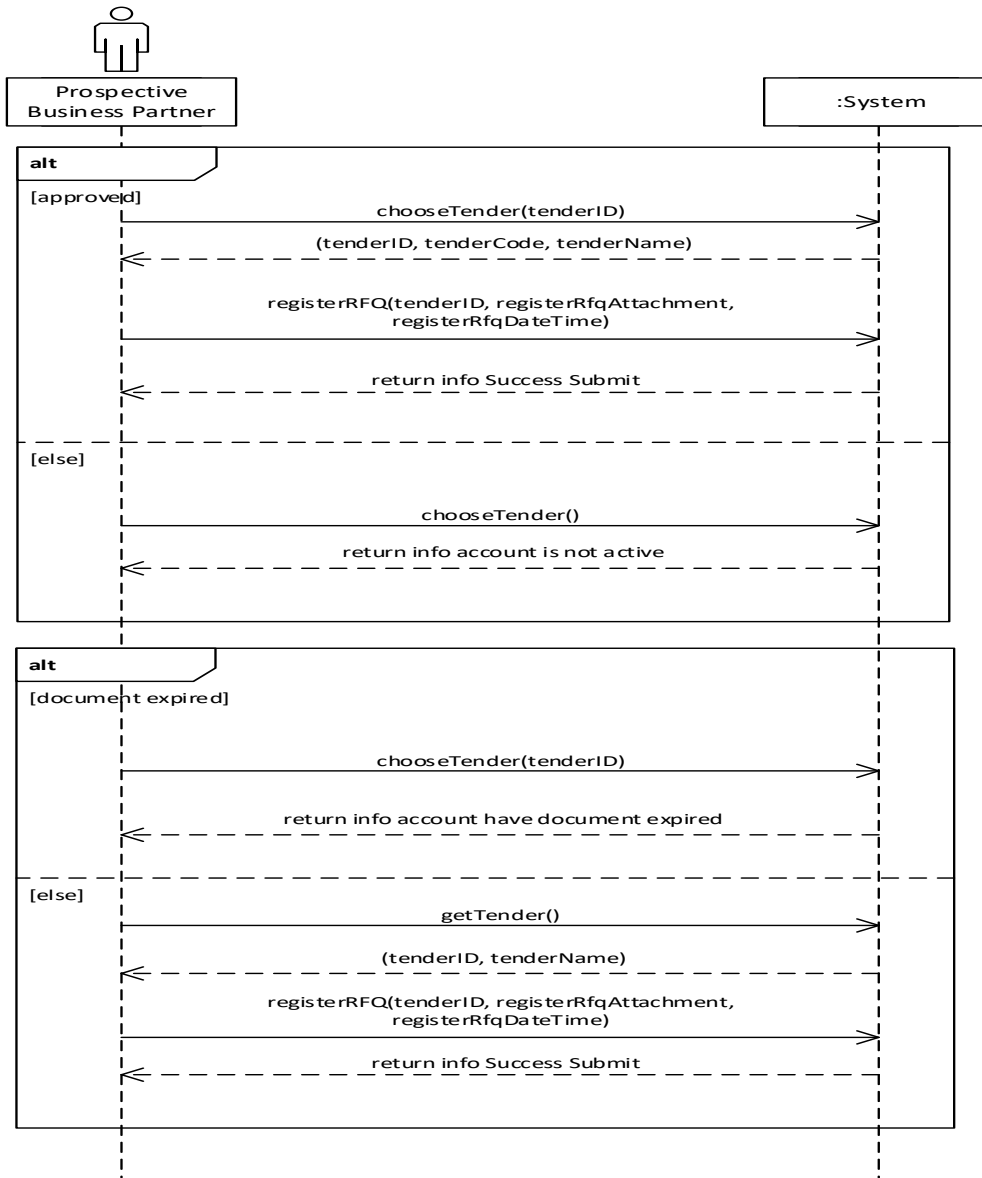 Prospective
Business Partner
:System
alt
[approved]
chooseTender(tenderID)
(tenderID, tenderCode, tenderName)
registerRFQ(tenderID, registerRfqAttachment,
registerRfqDateTime)
return info Success Submit
[else]
chooseTender()
return info account is not active
alt
[document expired]
chooseTender(tenderID)
return info account have document expired
[else]
getTender()
(tenderID, tenderName)
registerRFQ(tenderID, registerRfqAttachment,
registerRfqDateTime)
return info Success Submit